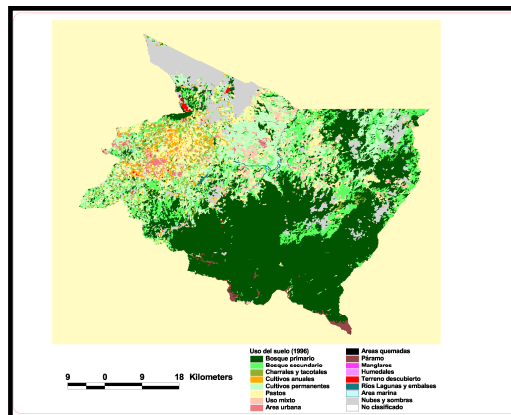 Uso del suelo (1996)
Bosque primario
Bosque secundario
Charrales y tacotales
Cultivos anuales
Cultivos permanentes
Pastos
Uso mixto
Area urbana
Areas quemadas
Páramo
Manglares
Humedales
Terreno descubierto
Ríos Lagunas y embalses
Area marina
Nubes y sombras
No clasificado
9 0 9 18 Kilometers